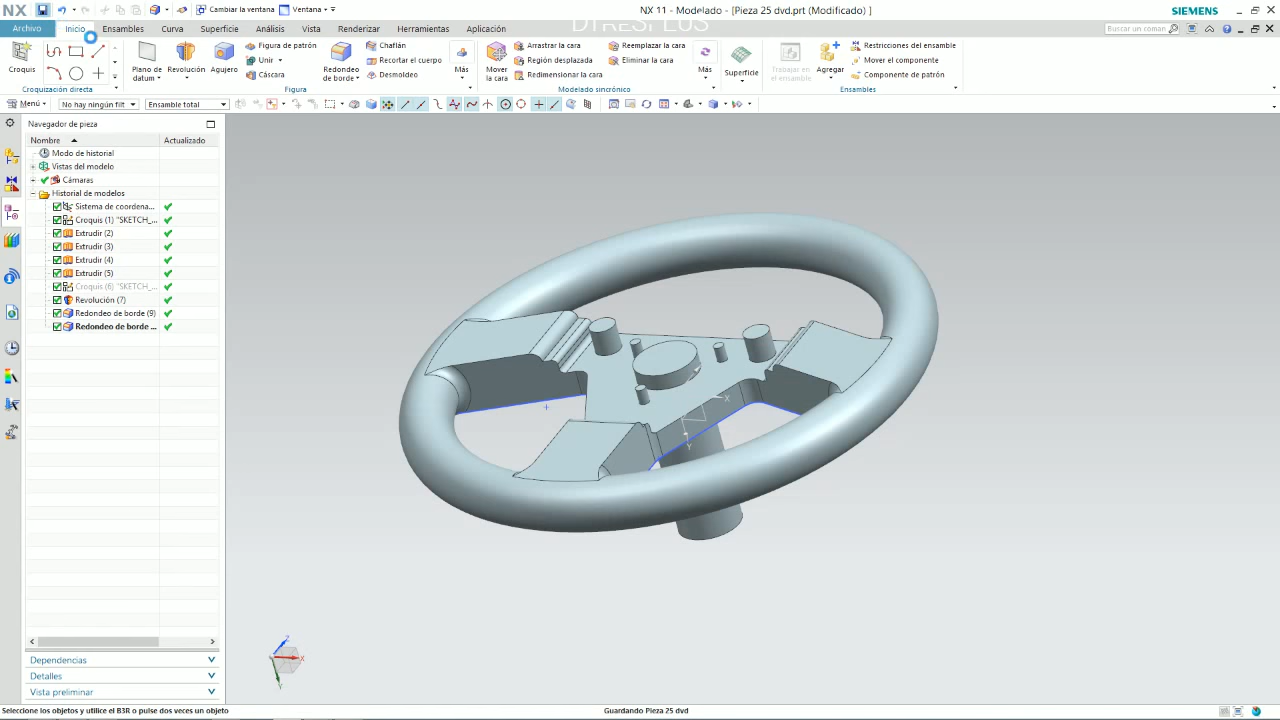 NX Cambiar la ventana Ventana NX 11 - Modelado - [Pieza 25 dvd.prt (Modificado) ] SIEMENS
DTRESPLUS
Archivo Inicio Ensambles Curva Superficie Análisis Vista Renderizar Herramientas Aplicación Buscar un coman
Croquis Plano de datum Revolución Agujero Figura de patrón Unir Cáscara Redondeo de borde Chaflán Recortar el cuerpo Desmoldeo Más
Mover la cara Arrastrar la cara Región desplazada Redimensionar la cara Reemplazar la cara Eliminar la cara Más Superficie
Trabajar en el ensamble Agregar Restricciones del ensamble Mover el componente Componente de patrón
Croquización directa Figura Modelado sincrónico Ensambles
Menú No hay ningún filt Ensamble total
Navegador de pieza
Nombre Actualizado
Modo de historial
Vistas del modelo
Cámaras
Historial de modelos
Sistema de coordena...
Croquis (1) "SKETCH_...
Extrudir (2)
Extrudir (3)
Extrudir (4)
Extrudir (5)
Croquis (6) "SKETCH_...
Revolución (7)
Redondeo de borde (9)
Redondeo de borde ...
X
Y
Z
X
Y
Dependencias
Detalles
Vista preliminar
Seleccione los objetos y utilice el B3R o pulse dos veces un objeto Guardando Pieza 25 dvd